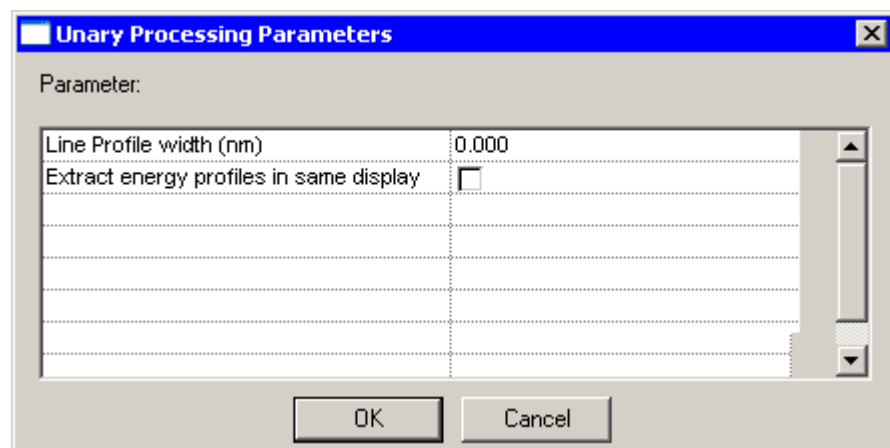 Unary Processing Parameters
Parameter:
Line Profile width (nm) 0.000
Extract energy profiles in same display
OK Cancel